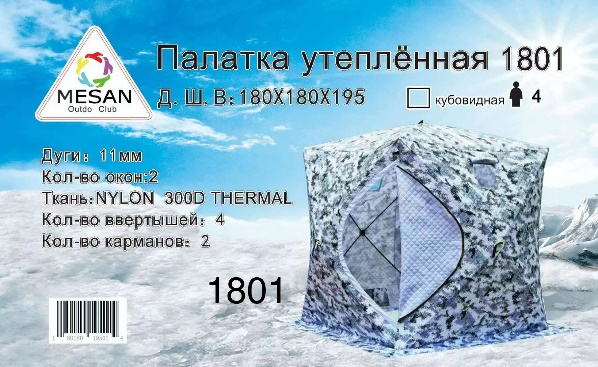 Палатка утеплённая 1801
MESAN
Outdo Club
Д. Ш. В:180X180X195
кубовидная 4
Дуги: 11мм
Кол-во окон:2
Ткань:NYLON 300D THERMAL
Кол-во ввертышей: 4
Кол-во карманов: 2
1801